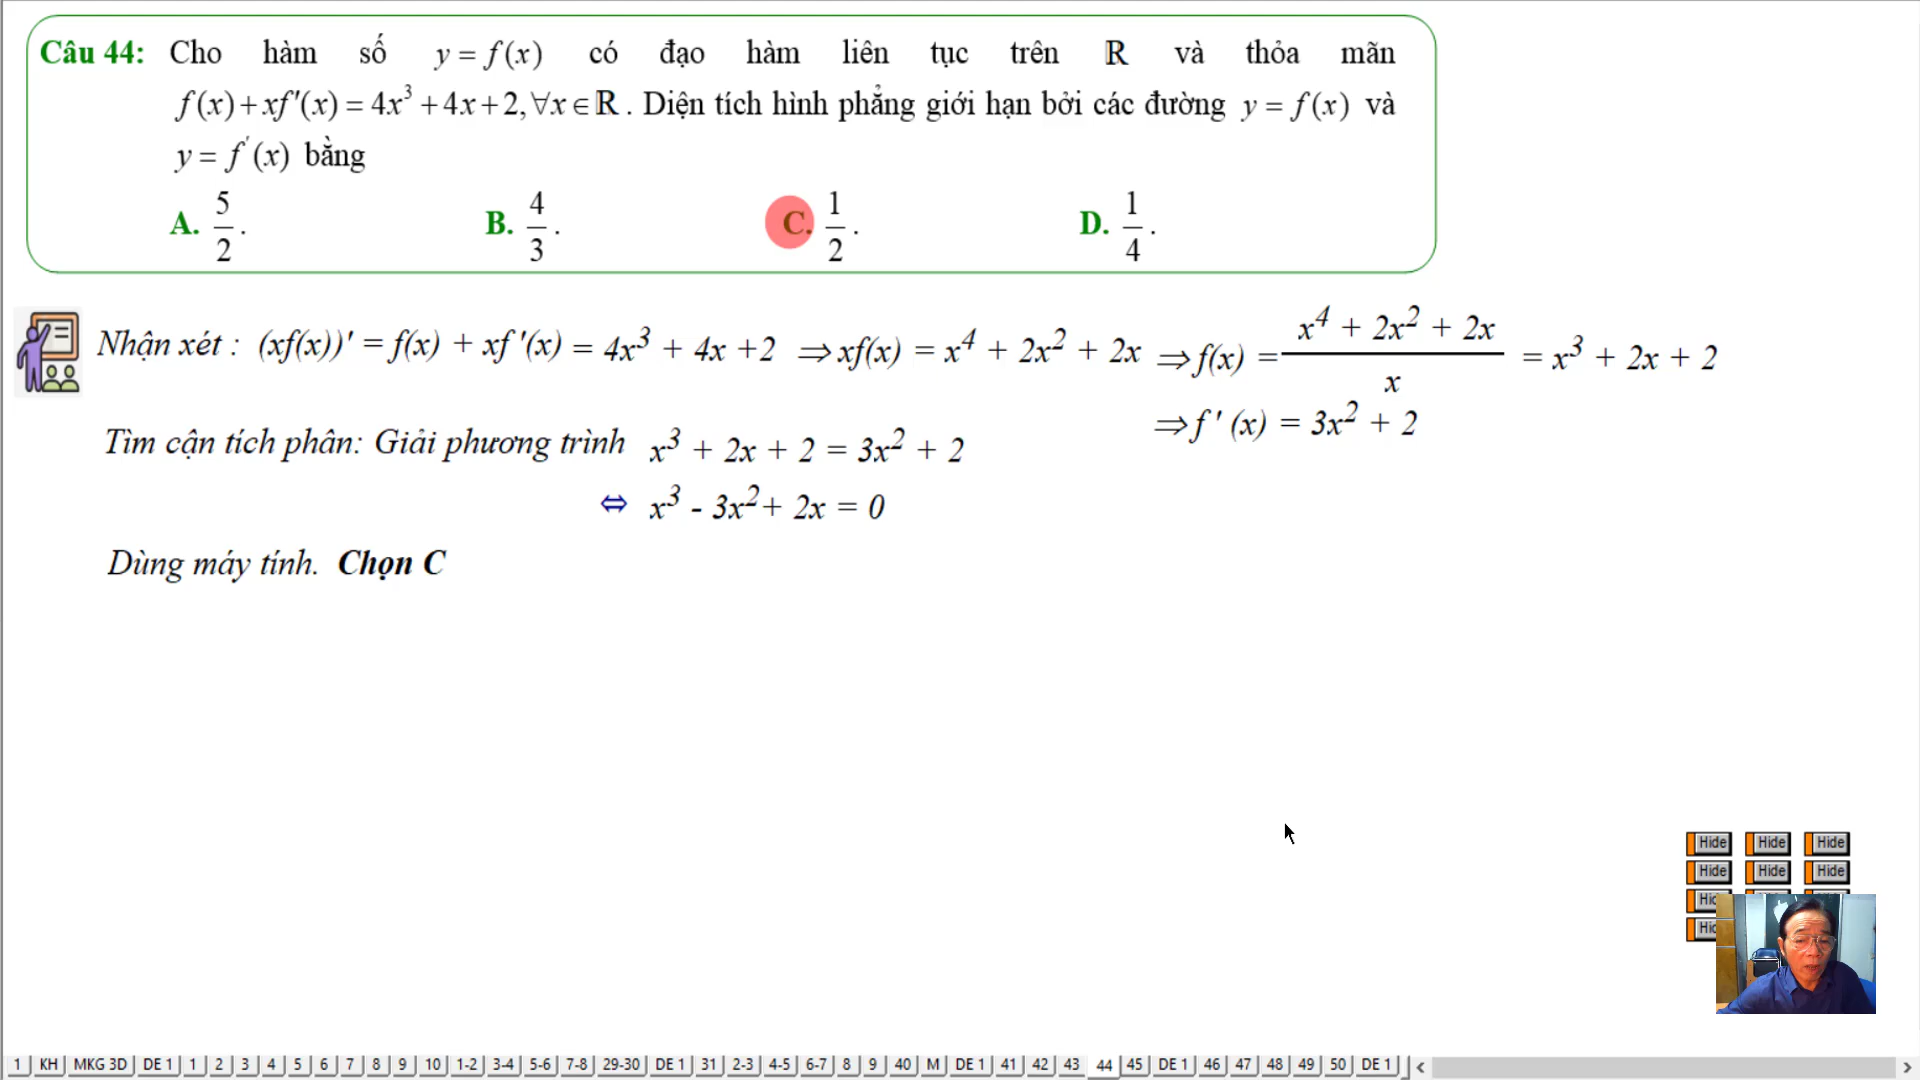 Câu 44: Cho hàm số y = f(x) có đạo hàm liên tục trên ℝ và thỏa mãn
f(x)+xf'(x) = 4x³ +4x+2,∀x∈ℝ. Diện tích hình phẳng giới hạn bởi các đường y = f(x) và
y = f'(x) bằng
A. 5/2. B. 4/3. C. 1/2. D. 1/4.
Nhận xét : (xf(x))' = f(x) + xf '(x) = 4x³ + 4x +2 ⇒xf(x) = x⁴ + 2x² + 2x ⇒f(x) = (x⁴ + 2x² + 2x)/x = x³ + 2x + 2
⇒f '(x) = 3x² + 2
Tìm cận tích phân: Giải phương trình x³ + 2x + 2 = 3x² + 2
⇔ x³ - 3x²+ 2x = 0
Dùng máy tính. Chọn C
Hide Hide Hide
Hide Hide Hide
1 KH MKG 3D DE 1 1 2 3 4 5 6 7 8 9 10 1-2 3-4 5-6 7-8 29-30 DE 1 31 2-3 4-5 6-7 8 9 40 M DE 1 41 42 43 44 45 DE 1 46 47 48 49 50 DE 1